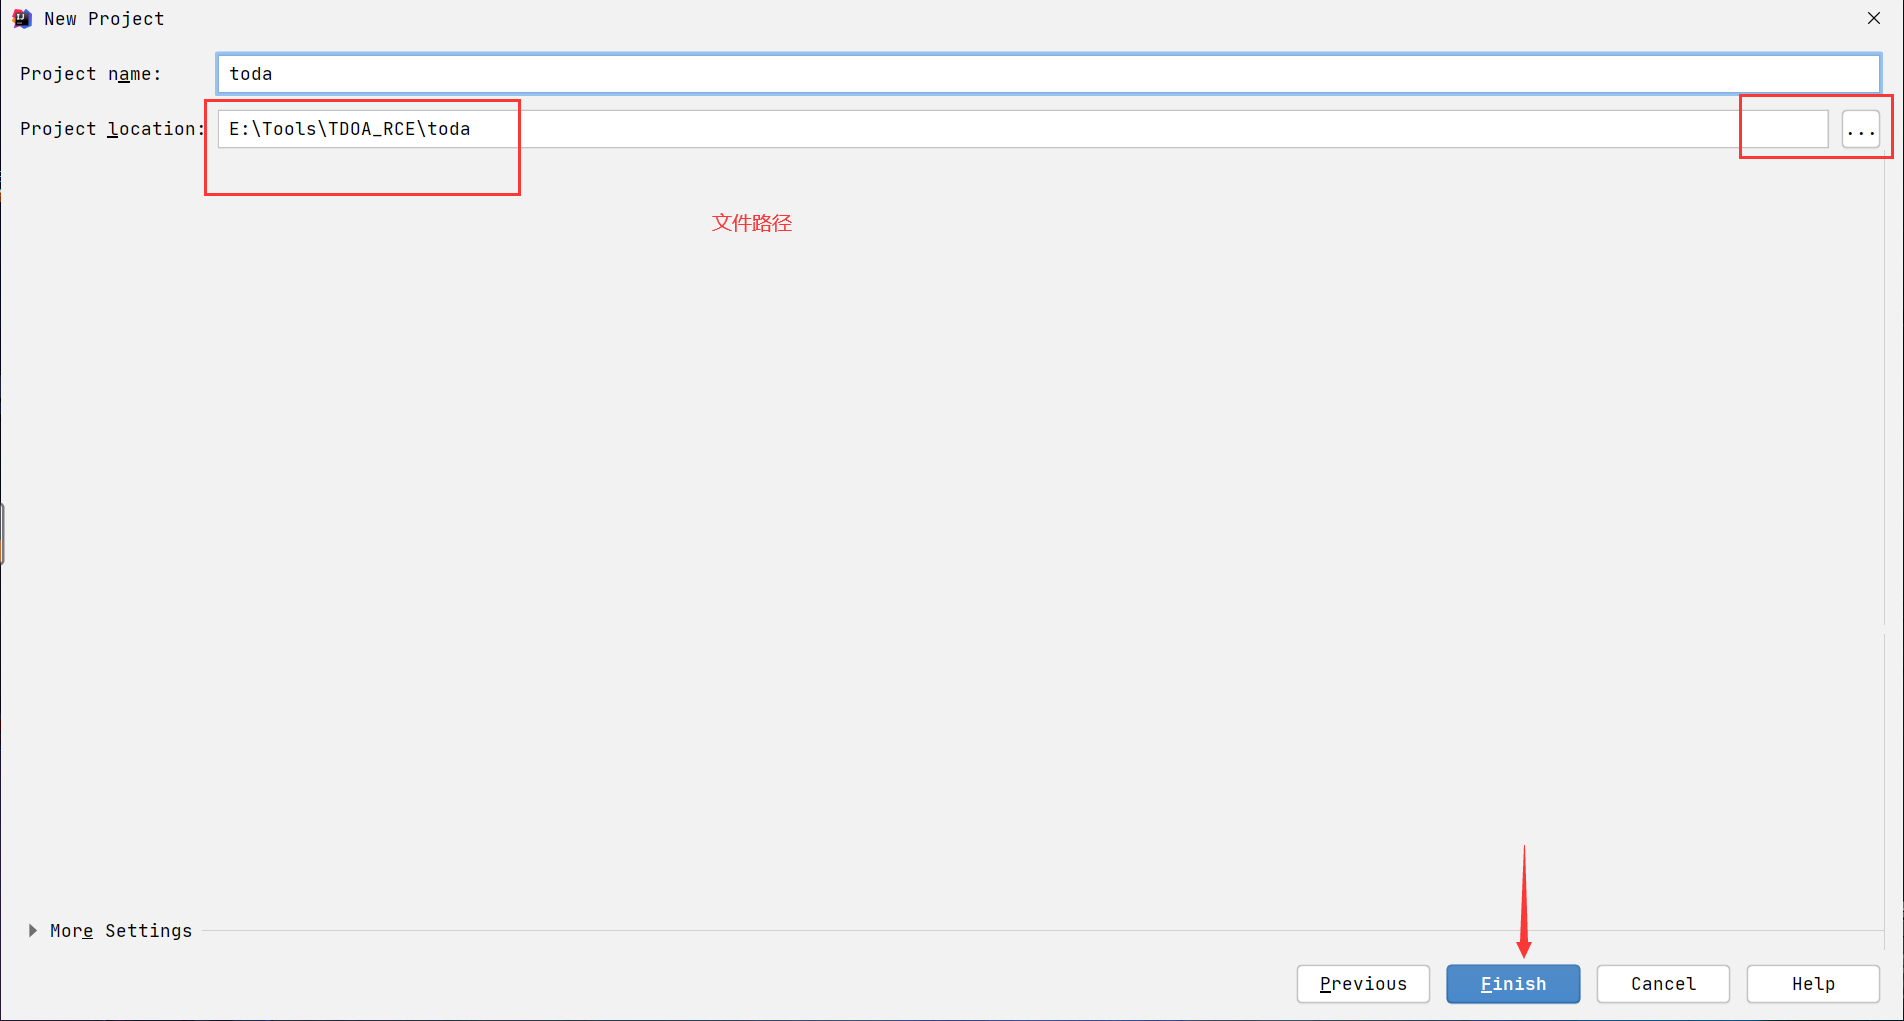 New Project
Project name: toda
Project location: E:\Tools\TDOA_RCE\toda ...
文件路径
More Settings
Previous Finish Cancel Help